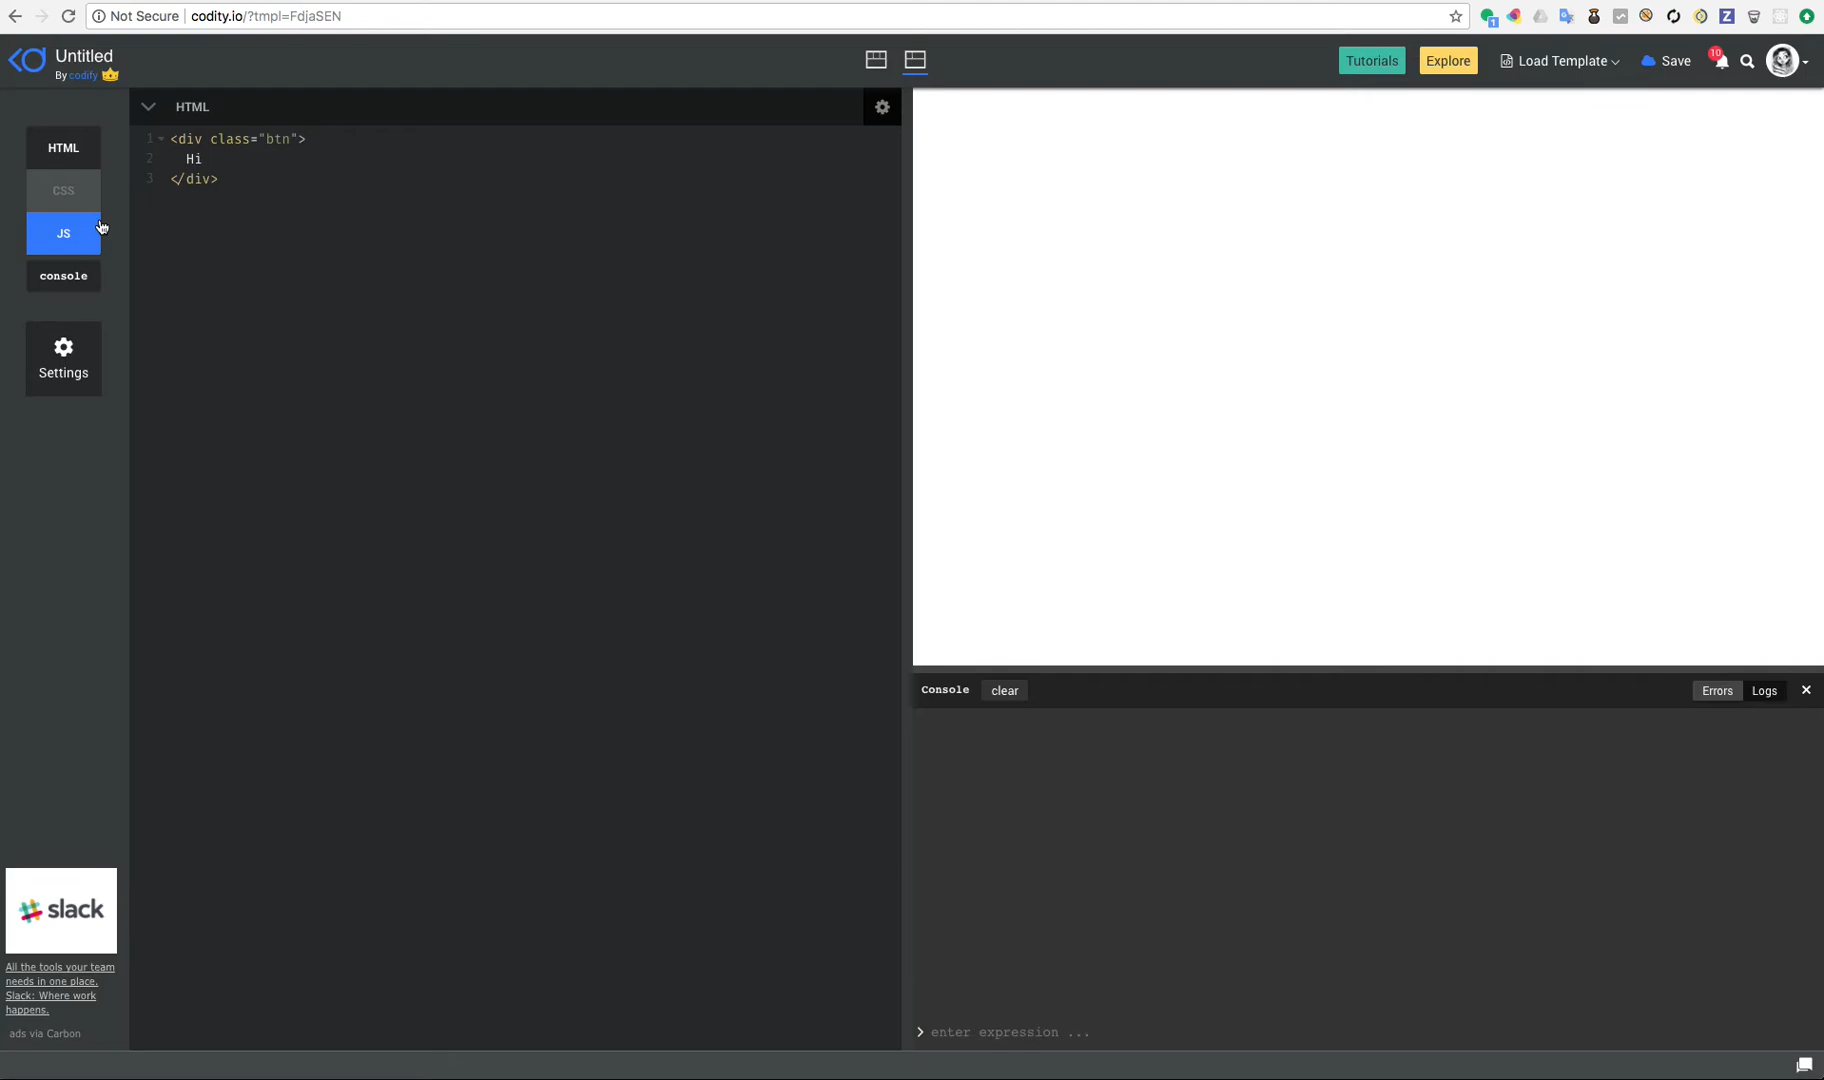 Not Secure codity.io/?tmpl=FdjaSEN
1
Z
Untitled
By codify
Tutorials
Explore
Load Template
Save
10
HTML
CSS
JS
console
Settings
HTML
1 <div class="btn">
2 Hi
3 </div>
Console clear
Errors Logs
> enter expression ...
slack
All the tools your team
needs in one place.
Slack: Where work
happens.
ads via Carbon